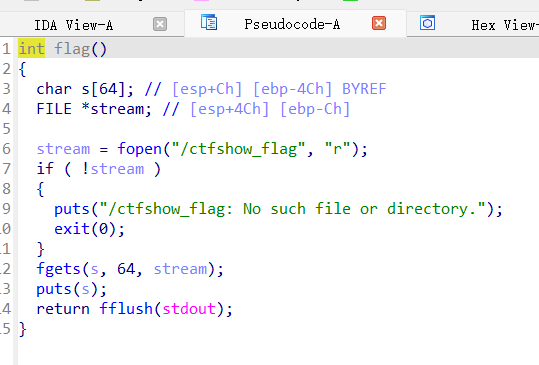 IDA View-A Pseudocode-A Hex View-
1 int flag()
2 {
3 char s[64]; // [esp+Ch] [ebp-4Ch] BYREF
4 FILE *stream; // [esp+4Ch] [ebp-Ch]
5
6 stream = fopen("/ctfshow_flag", "r");
7 if ( !stream )
8 {
9 puts("/ctfshow_flag: No such file or directory.");
.0 exit(0);
.1 }
.2 fgets(s, 64, stream);
.3 puts(s);
.4 return fflush(stdout);
.5 }